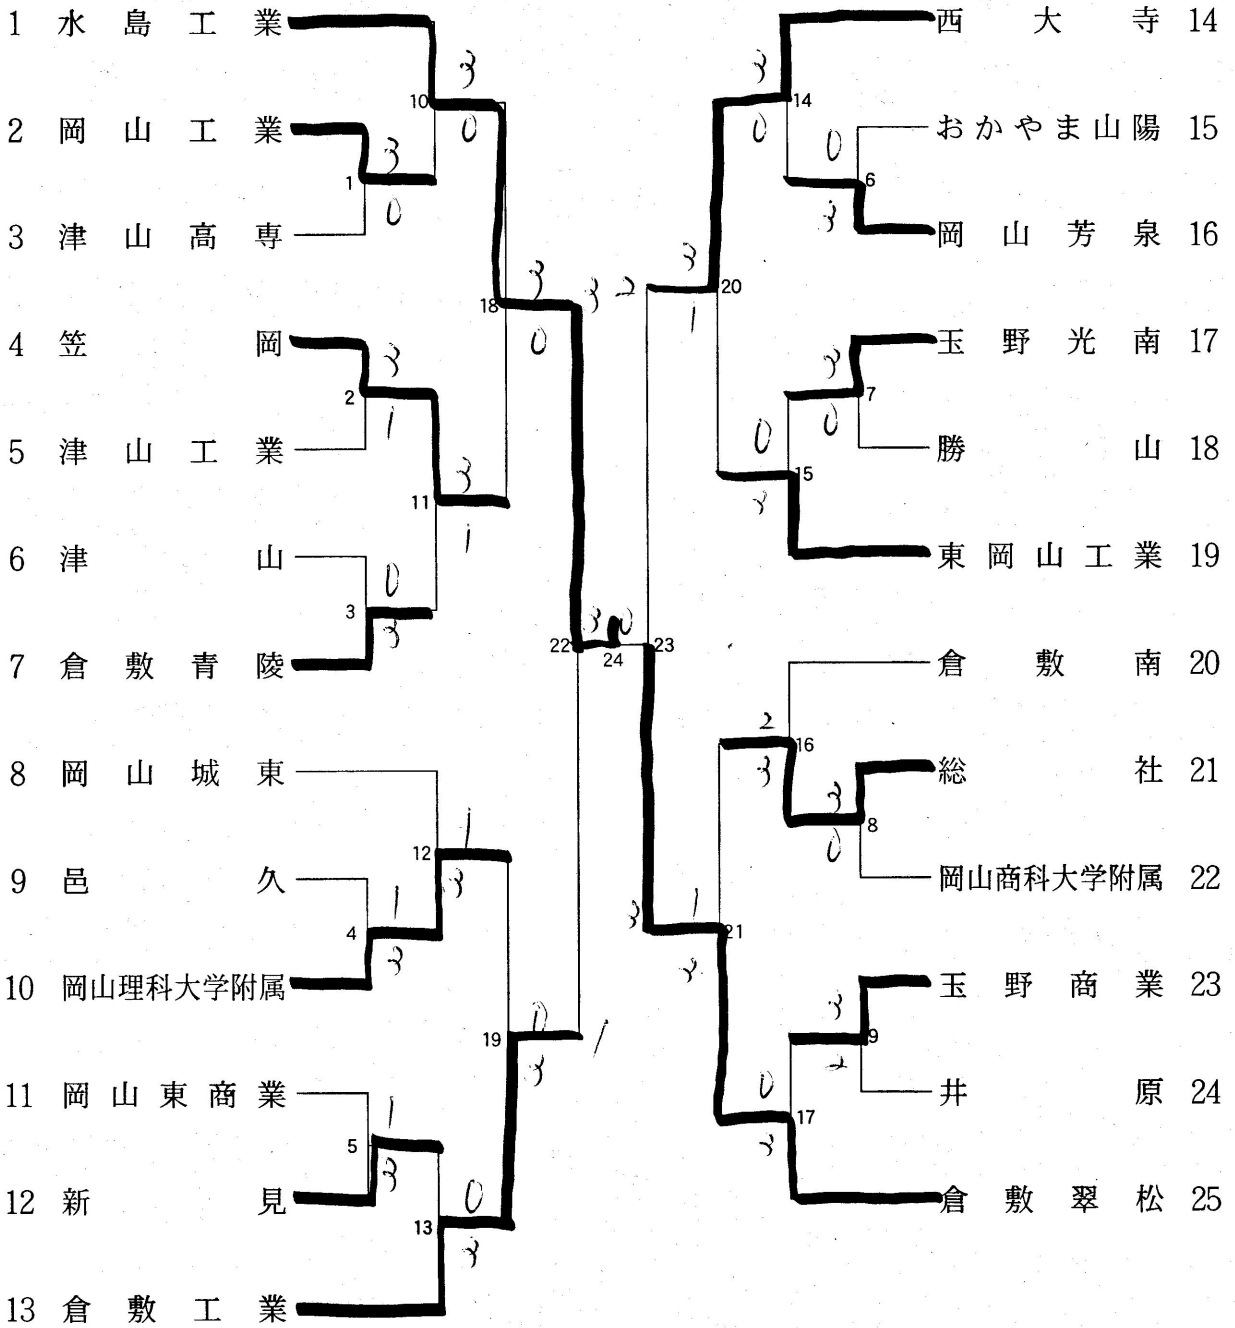 1 水島工業
2 岡山工業
3 津山高専
4 笠岡
5 津山工業
6 津山
7 倉敷青陵
8 岡山城東
9 邑久
10 岡山理科大学附属
11 岡山東商業
12 新見
13 倉敷工業
10
3
0
1
3
0
18
3
0
3
2
3
1
11
3
1
3
0
3
22
3
0
24
23
12
1
3
4
1
3
19
0
3
1
5
1
3
13
0
3
西大寺 14
おかやま山陽 15
岡山芳泉 16
玉野光南 17
勝山 18
東岡山工業 19
倉敷南 20
総社 21
岡山商科大学附属 22
玉野商業 23
井原 24
倉敷翠松 25
3
14
0
0
6
3
2
3
20
1
3
7
0
0
15
3
2
16
3
3
8
0
3
1
21
3
3
9
2
0
17
3